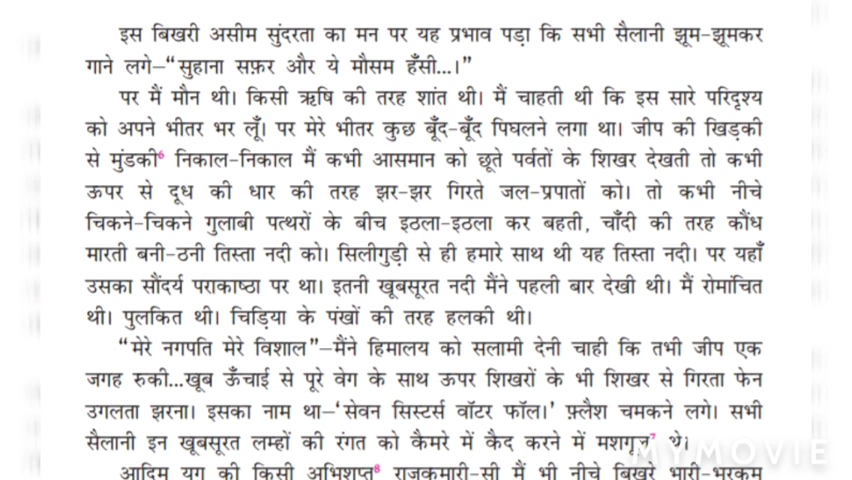 इस बिखरी असीम सुंदरता का मन पर यह प्रभाव पड़ा कि सभी सैलानी झूम-झूमकर
गाने लगे–“सुहाना सफ़र और ये मौसम हँसी...।”
पर मैं मौन थी। किसी ऋषि की तरह शांत थी। मैं चाहती थी कि इस सारे परिदृश्य
को अपने भीतर भर लूँ। पर मेरे भीतर कुछ बूँद-बूँद पिघलने लगा था। जीप की खिड़की
से मुंडकी⁶ निकाल-निकाल मैं कभी आसमान को छूते पर्वतों के शिखर देखती तो कभी
ऊपर से दूध की धार की तरह झर-झर गिरते जल-प्रपातों को। तो कभी नीचे
चिकने-चिकने गुलाबी पत्थरों के बीच इठला-इठला कर बहती, चाँदी की तरह कौंध
मारती बनी-ठनी तिस्ता नदी को। सिलीगुड़ी से ही हमारे साथ थी यह तिस्ता नदी। पर यहाँ
उसका सौंदर्य पराकाष्ठा पर था। इतनी खूबसूरत नदी मैंने पहली बार देखी थी। मैं रोमांचित
थी। पुलकित थी। चिड़िया के पंखों की तरह हलकी थी।
“मेरे नगपति मेरे विशाल”–मैंने हिमालय को सलामी देनी चाही कि तभी जीप एक
जगह रुकी...खूब ऊँचाई से पूरे वेग के साथ ऊपर शिखरों के भी शिखर से गिरता फेन
उगलता झरना। इसका नाम था–‘सेवन सिस्टर्स वॉटर फॉल।’ फ़्लैश चमकने लगे। सभी
सैलानी इन खूबसूरत लम्हों की रंगत को कैमरे में कैद करने में मशगूल⁷ थे।
आदिम युग की किसी अभिशप्त⁸ राजकुमारी-सी मैं भी नीचे बिखरे भारी-भरकम
MYMOVIE